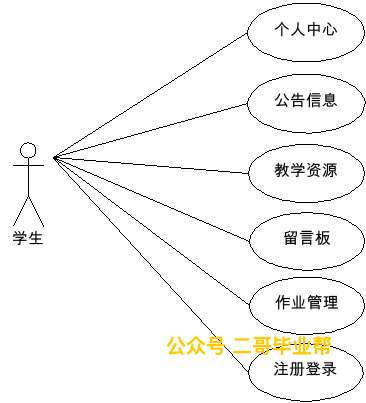 个人中心
公告信息
教学资源
学生
留言板
作业管理
公众号 二哥毕业帮
注册登录